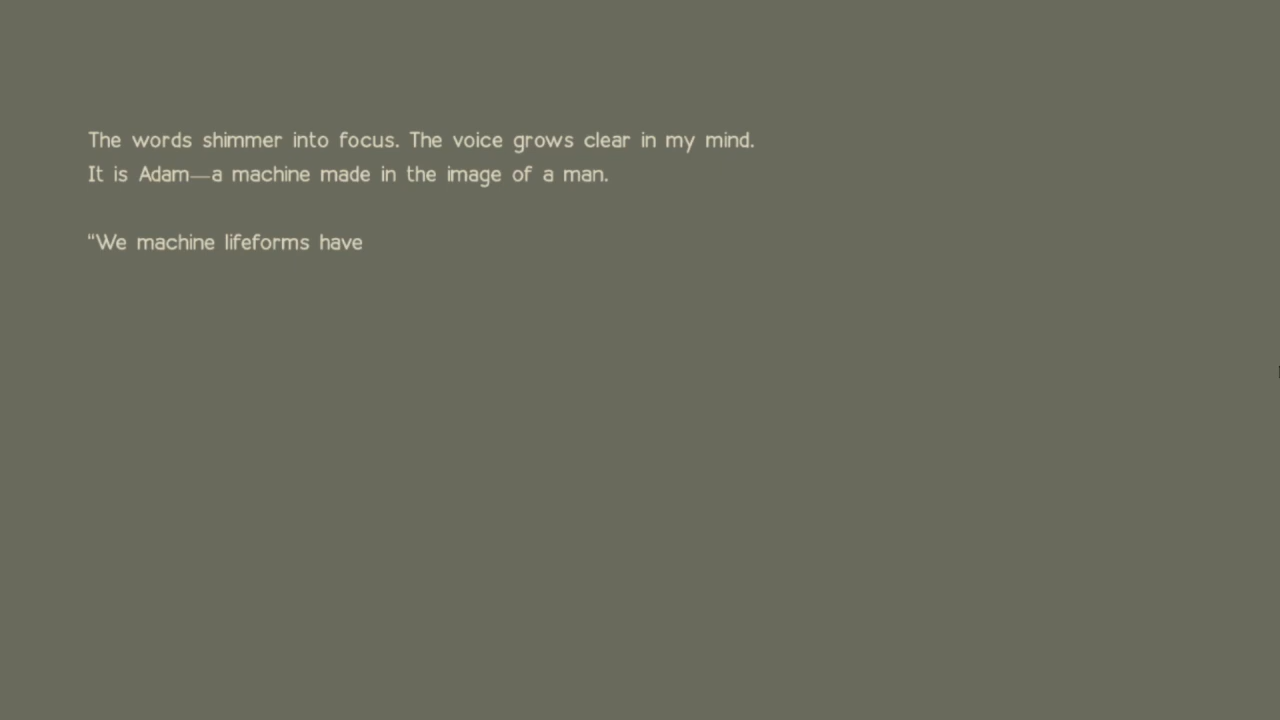 The words shimmer into focus. The voice grows clear in my mind.
It is Adam—a machine made in the image of a man.
“We machine lifeforms have